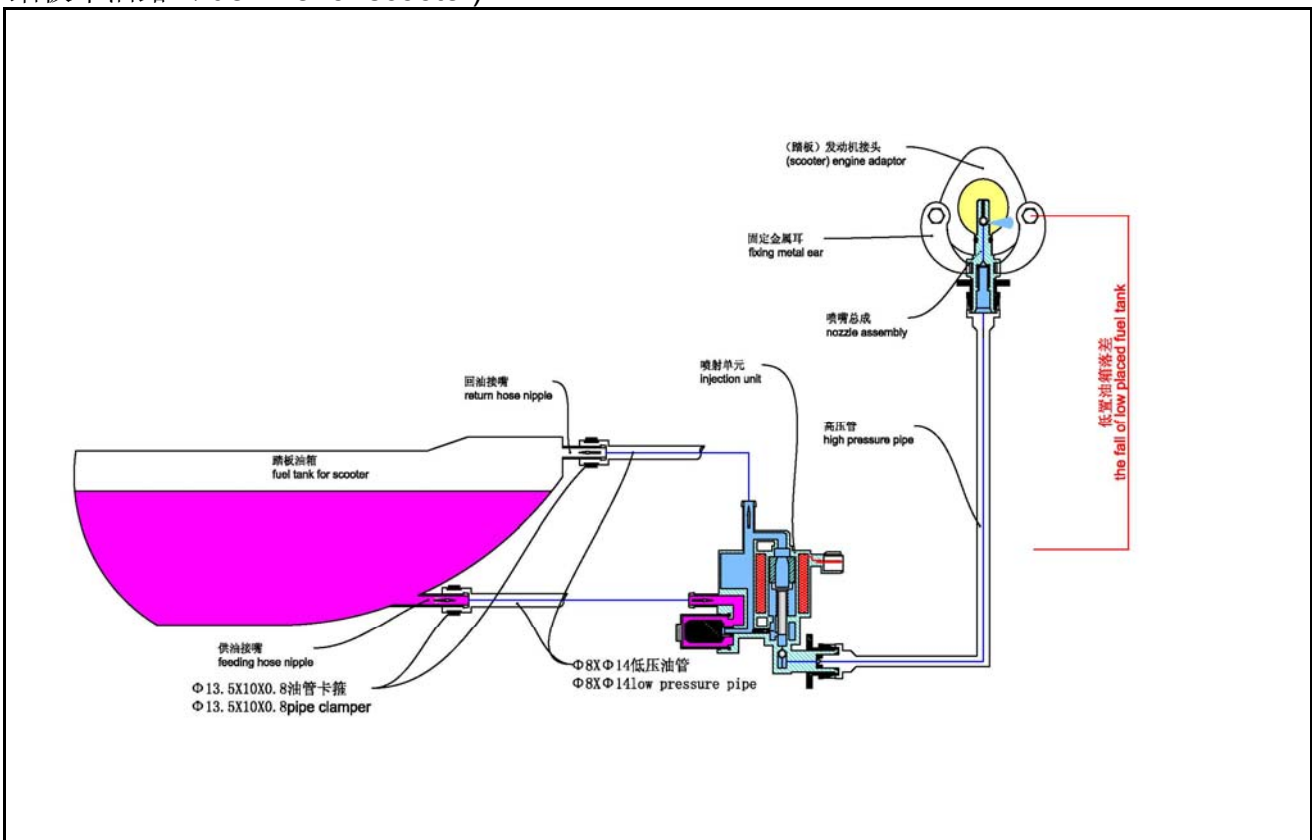 （踏板）发动机接头
(scooter) engine adaptor
固定金属耳
fixing metal ear
喷嘴总成
nozzle assembly
低置油箱落差
the fall of low placed fuel tank
喷射单元
injection unit
回油接嘴
return hose nipple
高压管
high pressure pipe
踏板油箱
fuel tank for scooter
供油接嘴
feeding hose nipple
Φ8XΦ14低压油管
Φ8XΦ14low pressure pipe
Φ13.5X10X0.8油管卡箍
Φ13.5X10X0.8pipe clamper